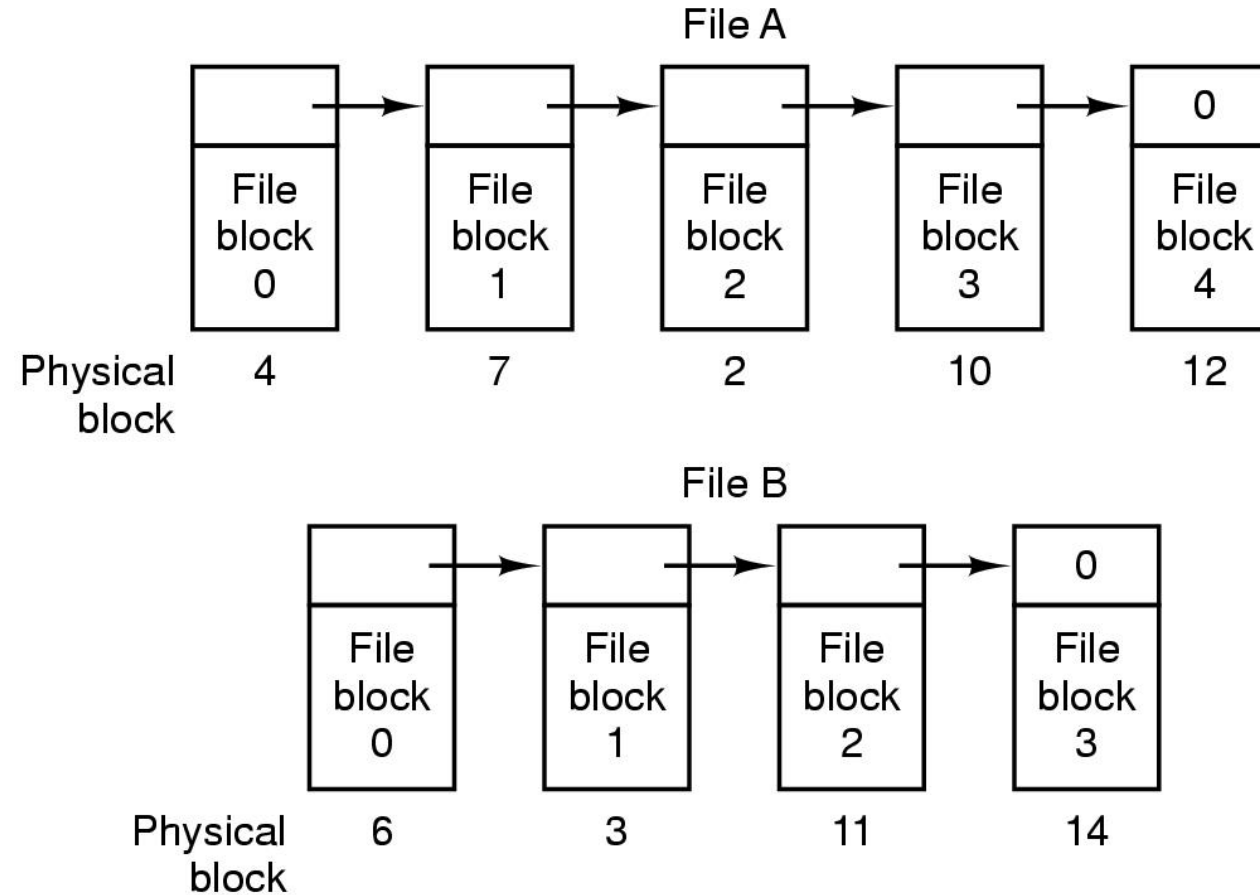 File A
0
File File File File File
block block block block block
0 1 2 3 4
Physical 4 7 2 10 12
block
File B
0
File File File File
block block block block
0 1 2 3
Physical 6 3 11 14
block